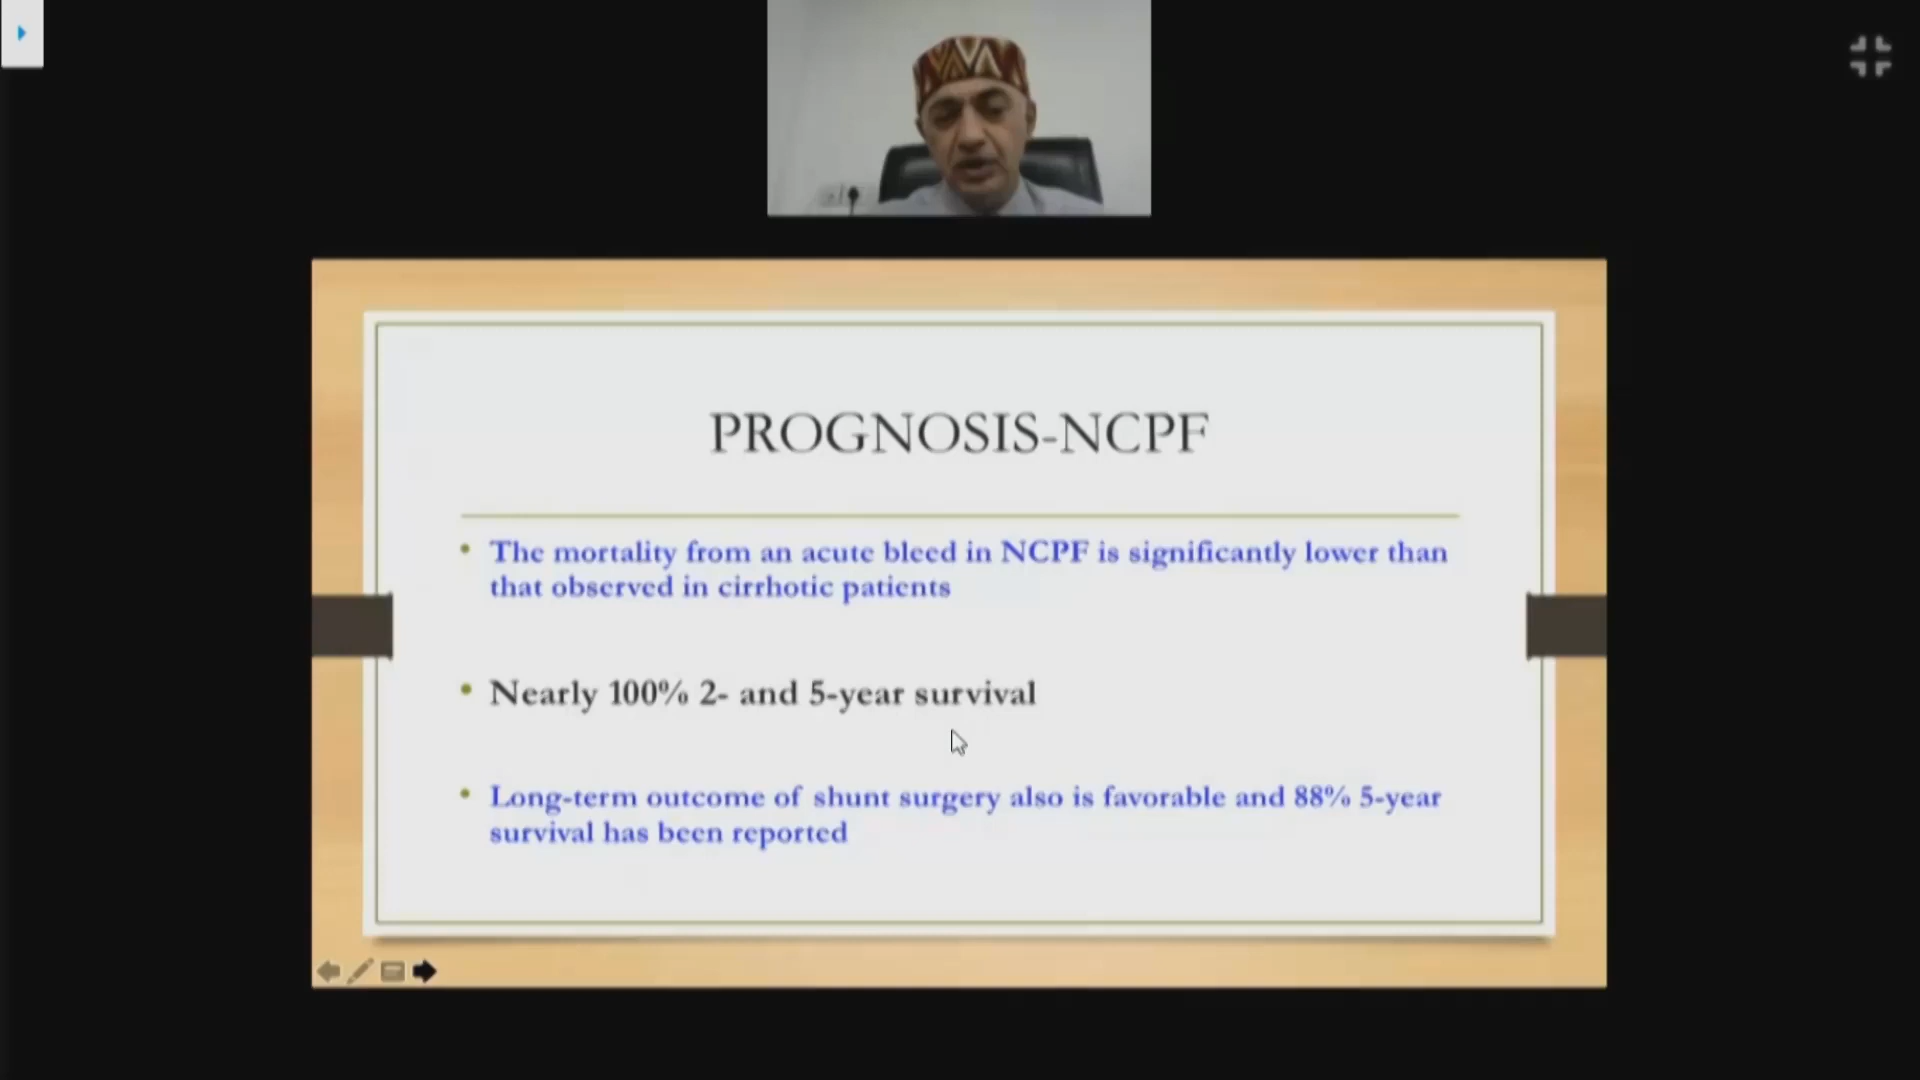 PROGNOSIS-NCPF
• The mortality from an acute bleed in NCPF is significantly lower than
that observed in cirrhotic patients
• Nearly 100% 2- and 5-year survival
• Long-term outcome of shunt surgery also is favorable and 88% 5-year
survival has been reported